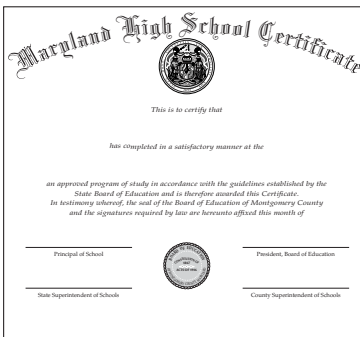 Maryland High School Certificate
This is to certify that
has completed in a satisfactory manner at the
an approved program of study in accordance with the guidelines established by the
State Board of Education and is therefore awarded this Certificate.
In testimony whereof, the seal of the Board of Education of Montgomery County
and the signatures required by law are hereunto affixed this month of
Principal of School
President, Board of Education
BOARD OF EDUCATION
State Superintendent of Schools
County Superintendent of Schools